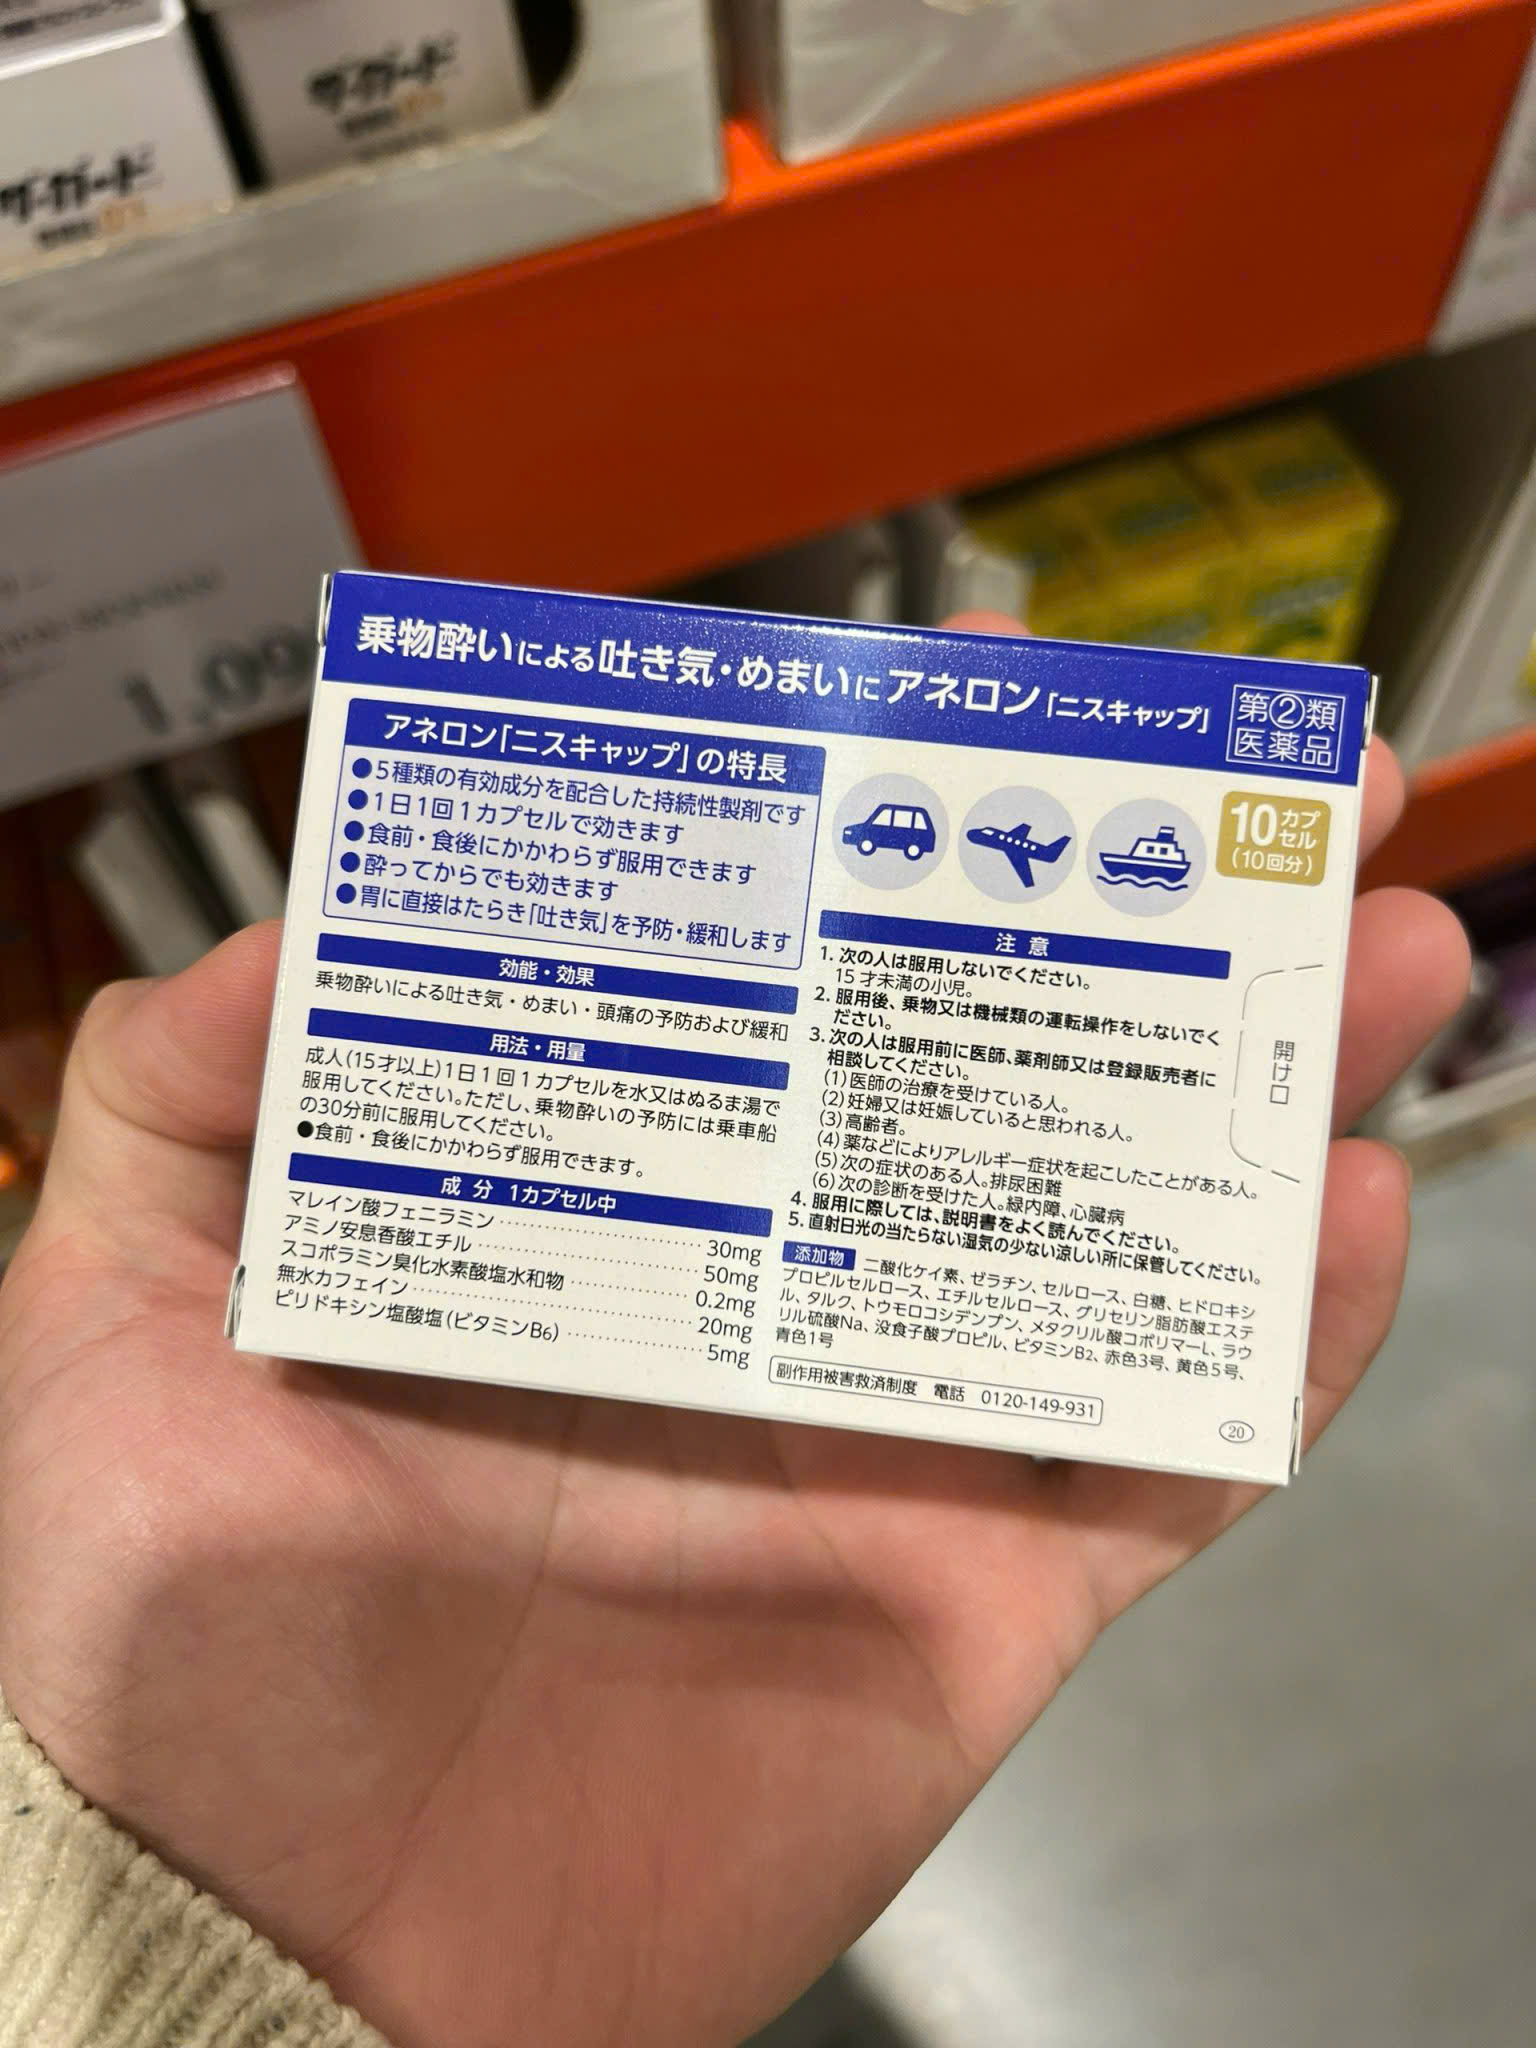 ザ・ガード
ザ・ガード
1,09
乗物酔いによる吐き気・めまいにアネロン「ニスキャップ」
第②類
医薬品
アネロン「ニスキャップ」の特長
●5種類の有効成分を配合した持続性製剤です
●1日1回1カプセルで効きます
●食前・食後にかかわらず服用できます
●酔ってからでも効きます
●胃に直接はたらき「吐き気」を予防・緩和します
10カプセル
(10回分)
効能・効果
乗物酔いによる吐き気・めまい・頭痛の予防および緩和
用法・用量
成人(15才以上)1日1回1カプセルを水又はぬるま湯で
服用してください。ただし、乗物酔いの予防には乗車船
の30分前に服用してください。
●食前・食後にかかわらず服用できます。
成分 1カプセル中
マレイン酸フェニラミン 30mg
アミノ安息香酸エチル 50mg
スコポラミン臭化水素酸塩水和物 0.2mg
無水カフェイン 20mg
ピリドキシン塩酸塩(ビタミンB6) 5mg
注意
1. 次の人は服用しないでください。
15才未満の小児。
2. 服用後、乗物又は機械類の運転操作をしないでく
ださい。
3. 次の人は服用前に医師、薬剤師又は登録販売者に
相談してください。
(1)医師の治療を受けている人。
(2)妊婦又は妊娠していると思われる人。
(3)高齢者。
(4)薬などによりアレルギー症状を起こしたことがある人。
(5)次の症状のある人。排尿困難
(6)次の診断を受けた人。緑内障、心臓病
4. 服用に際しては、説明書をよく読んでください。
5. 直射日光の当たらない湿気の少ない涼しい所に保管してください。
添加物 二酸化ケイ素、ゼラチン、セルロース、白糖、ヒドロキシ
プロピルセルロース、エチルセルロース、グリセリン脂肪酸エステ
ル、タルク、トウモロコシデンプン、メタクリル酸コポリマーL、ラウ
リル硫酸Na、没食子酸プロピル、ビタミンB2、赤色3号、黄色5号、
青色1号
副作用被害救済制度 電話 0120-149-931
開け口
20